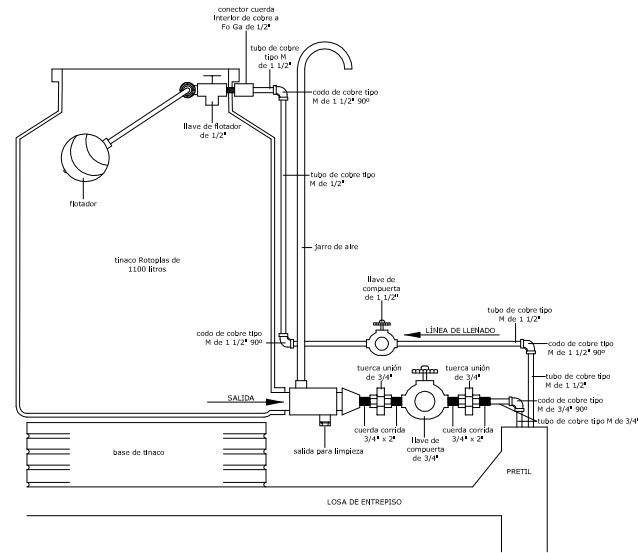 conector cuerda
interior de cobre a
Fo Ga de 1/2"
tubo de cobre
tipo M
de 1 1/2"
codo de cobre tipo
M de 1 1/2" 90º
llave de flotador
de 1/2"
tubo de cobre tipo
M de 1/2"
flotador
jarro de aire
tinaco Rotoplas de
1100 litros
llave de
compuerta
de 1 1/2"
tubo de cobre tipo
M de 1 1/2"
LÍNEA DE LLENADO
codo de cobre tipo
M de 1 1/2" 90º
codo de cobre tipo
M de 1 1/2" 90º
tuerca unión
de 3/4"
tuerca unión
de 3/4"
tubo de cobre tipo
M de 1 1/2"
SALIDA
codo de cobre tipo
M de 3/4" 90º
tubo de cobre tipo M de 3/4"
cuerda corrida
3/4" x 2"
llave de
compuerta
de 3/4"
cuerda corrida
3/4" x 2"
base de tinaco
salida para limpieza
PRETIL
LOSA DE ENTREPISO